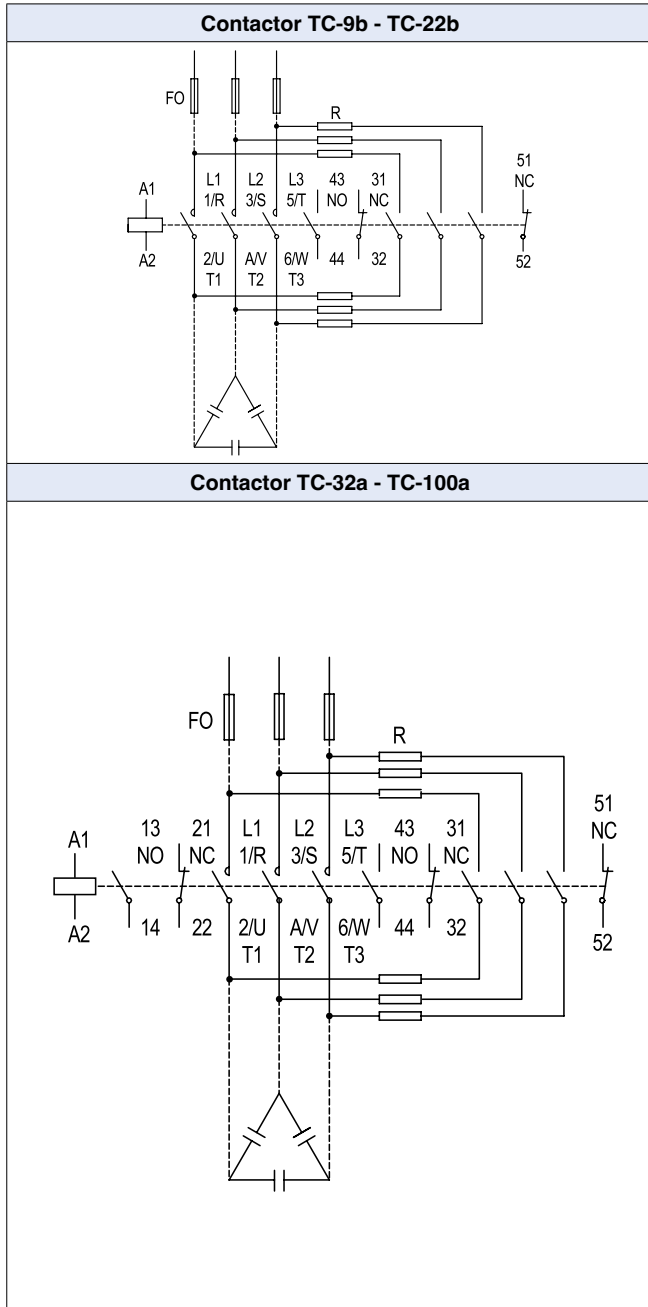 Contactor TC-9b - TC-22b
FO
R
51
NC
A1
L1
1/R
L2
3/S
L3
5/T
43
NO
31
NC
A2
2/U
T1
A/V
T2
6/W
T3
44
32
52
Contactor TC-32a - TC-100a
FO
R
51
NC
A1
13
NO
21
NC
L1
1/R
L2
3/S
L3
5/T
43
NO
31
NC
A2
14
22
2/U
T1
A/V
T2
6/W
T3
44
32
52